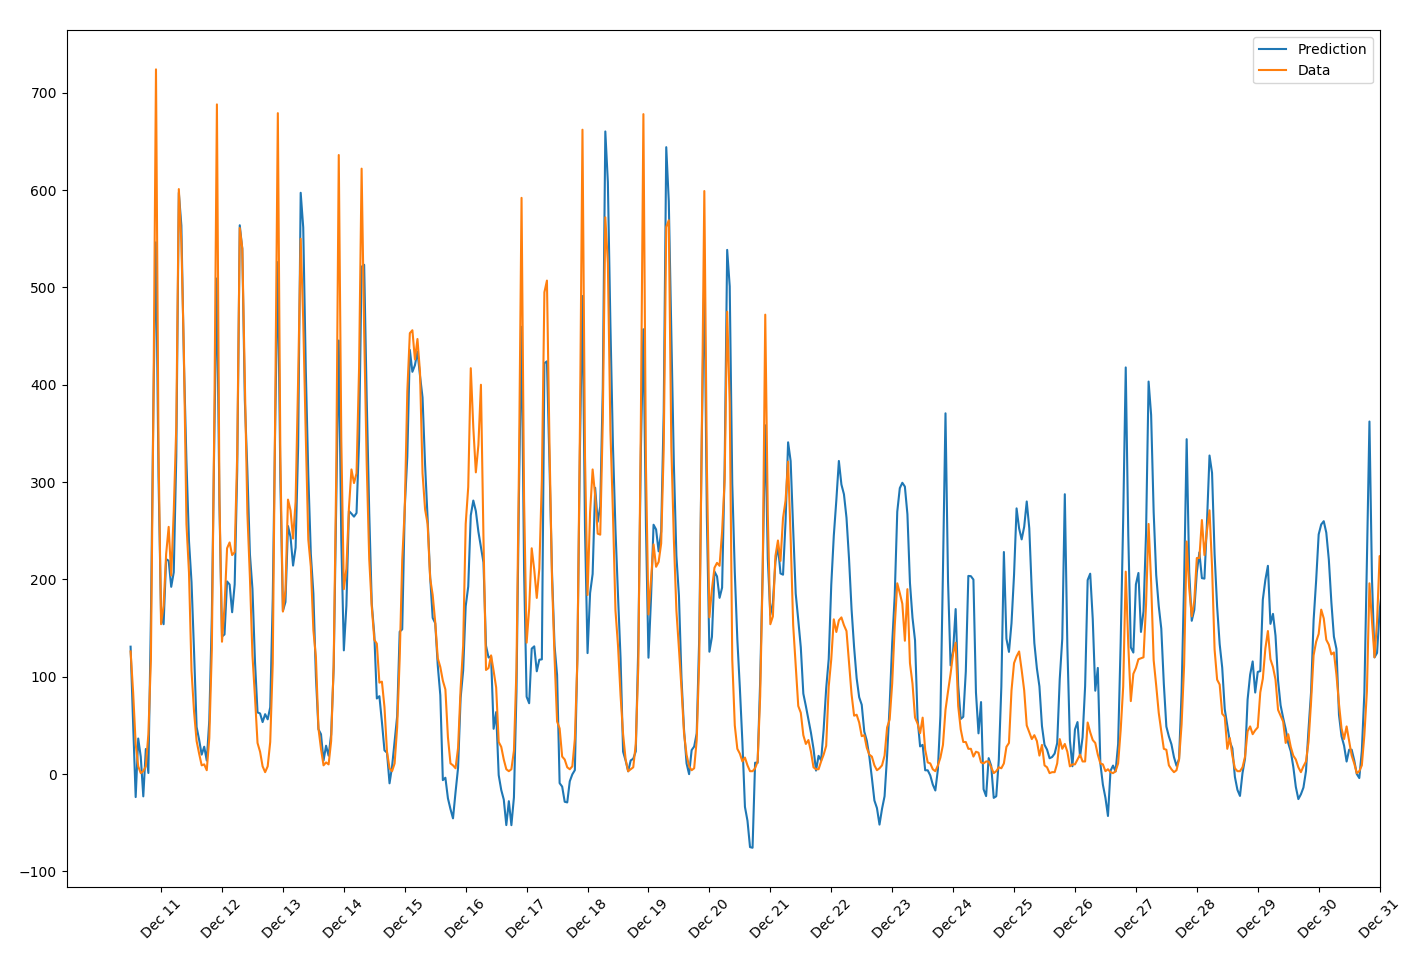 Prediction
Data
700
600
500
400
300
200
100
0
−100
Dec 11
Dec 12
Dec 13
Dec 14
Dec 15
Dec 16
Dec 17
Dec 18
Dec 19
Dec 20
Dec 21
Dec 22
Dec 23
Dec 24
Dec 25
Dec 26
Dec 27
Dec 28
Dec 29
Dec 30
Dec 31